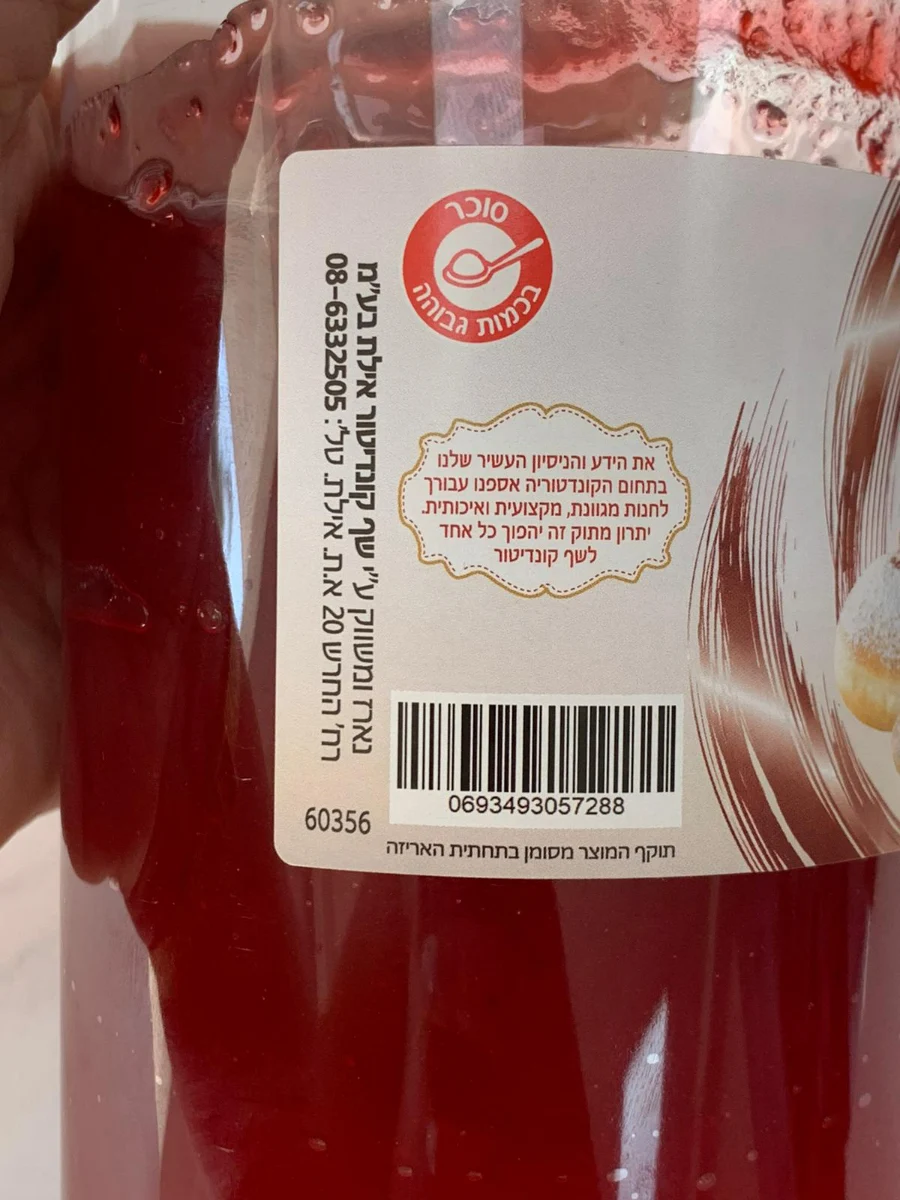 סוכר
בכמות גבוהה
נארז ומשווק ע"י שף קונדיטור אילת בע"מ
רח' החרש 20 א.ת. אילת. טל': 08-6332505
את הידע והניסיון העשיר שלנו
בתחום הקונדטוריה אספנו עבורך
לחנות מגוונת, מקצועית ואיכותית.
יתרון מתוק זה יהפוך כל אחד
לשף קונדיטור
0693493057288
60356
תוקף המוצר מסומן בתחתית האריזה